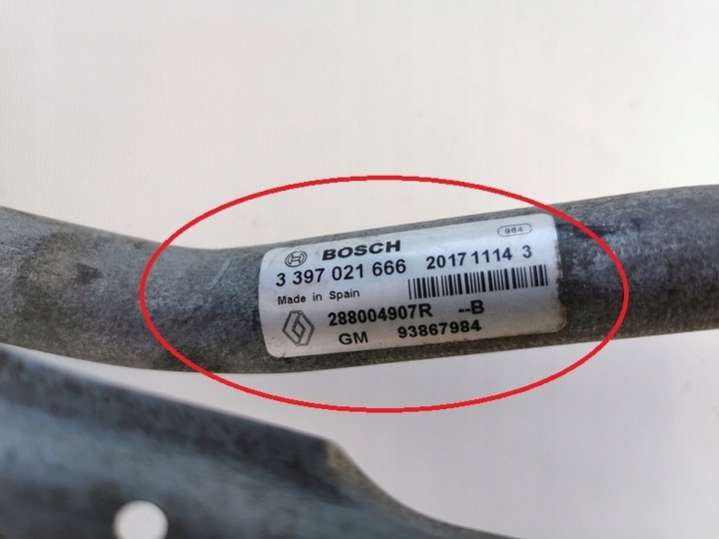 984
BOSCH
3 397 021 666 20171114 3
Made in Spain
288004907R --B
GM 93867984